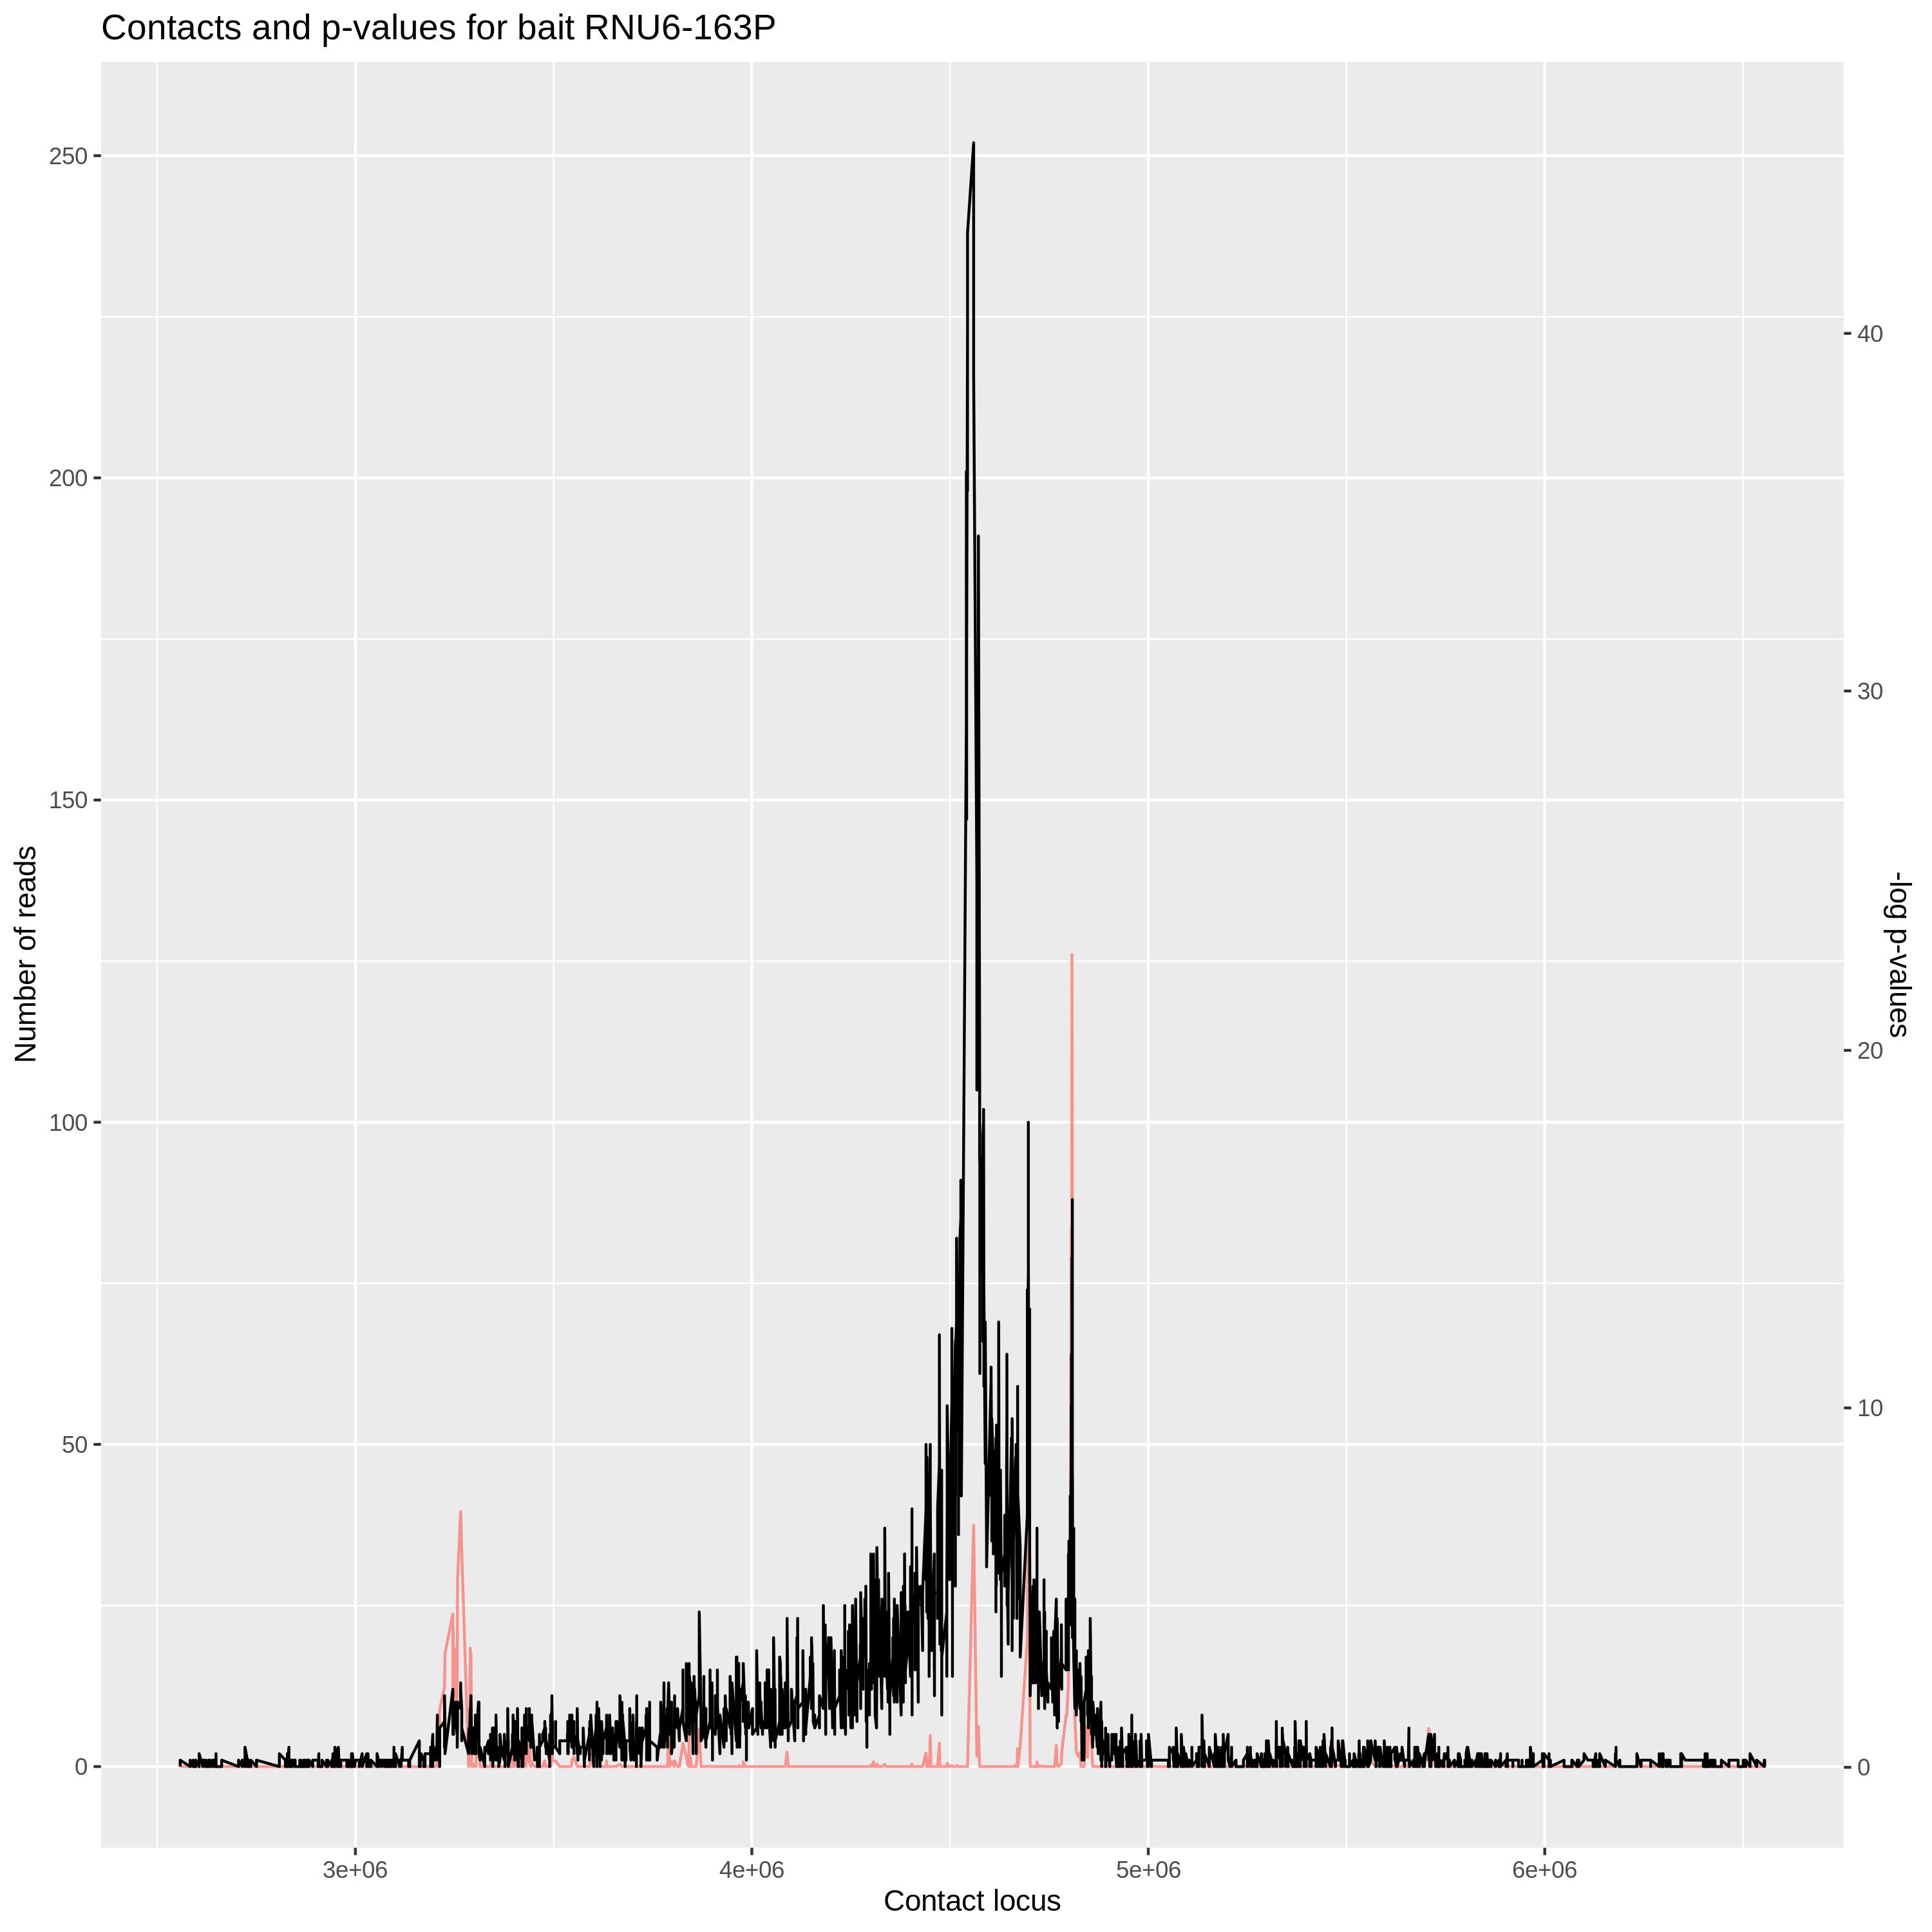 Contacts and p-values for bait RNU6-163P
250
200
150
100
50
0
Number of reads
40
30
20
10
0
-log p-values
3e+06 4e+06 5e+06 6e+06
Contact locus